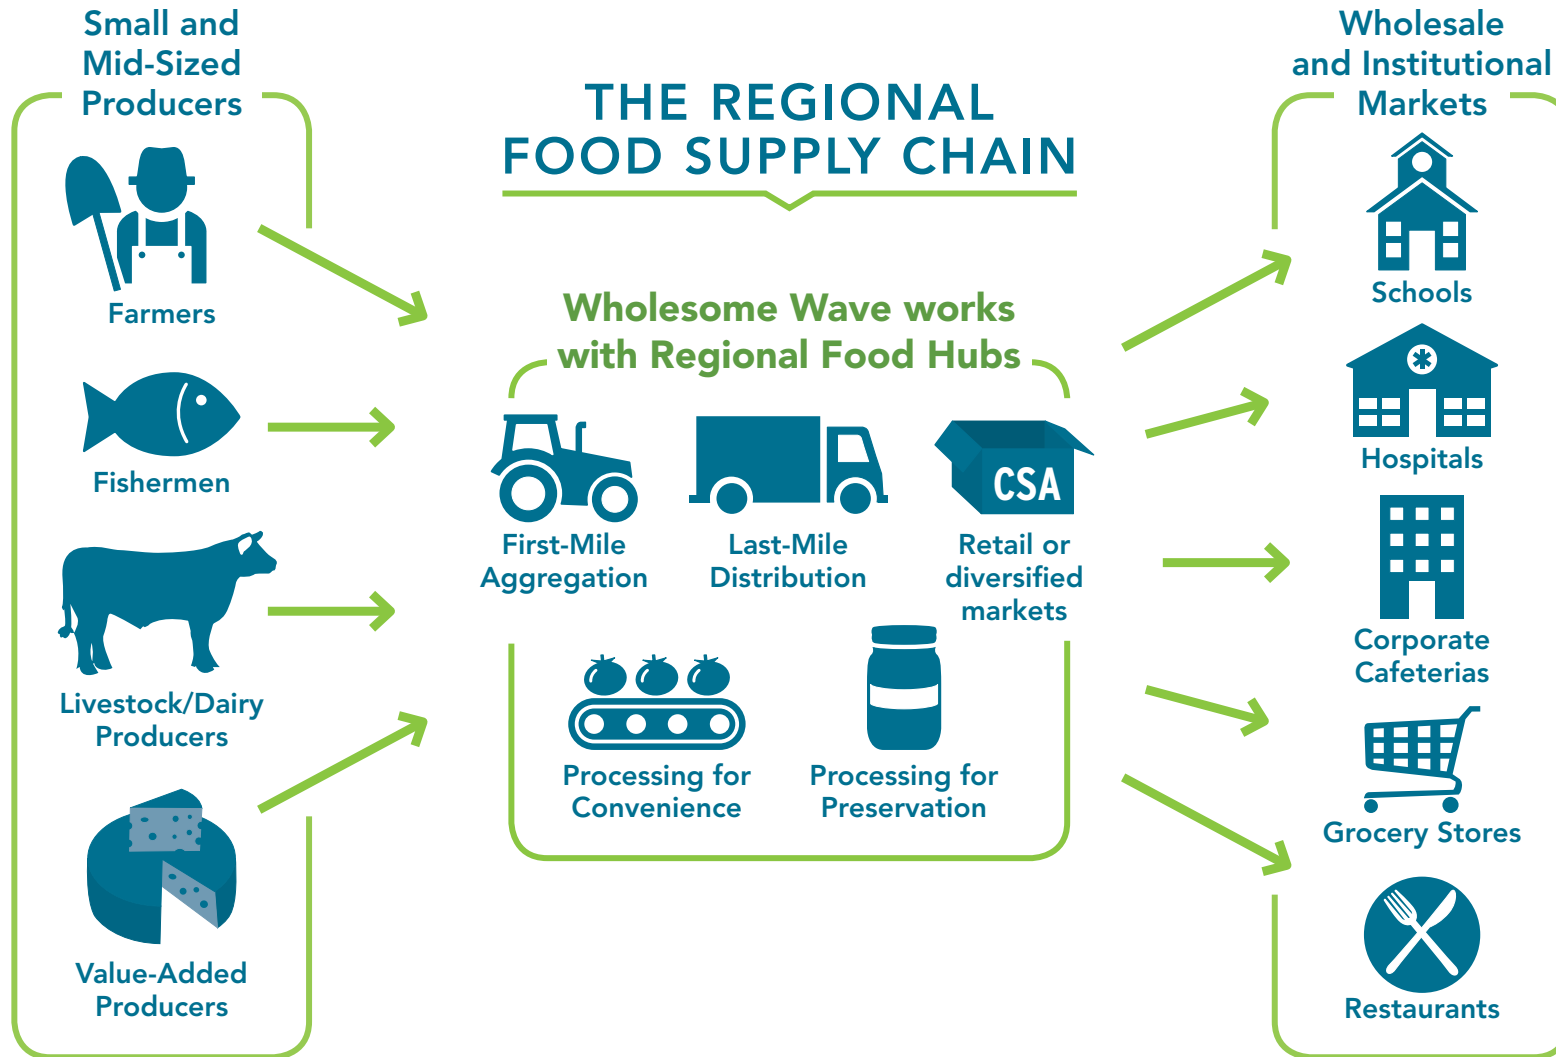 Small and
Mid-Sized
Producers
Farmers
Fishermen
Livestock/Dairy
Producers
Value-Added
Producers
THE REGIONAL
FOOD SUPPLY CHAIN
Wholesome Wave works
with Regional Food Hubs
First-Mile
Aggregation
Last-Mile
Distribution
CSA
Retail or
diversified
markets
Processing for
Convenience
Processing for
Preservation
Wholesale
and Institutional
Markets
Schools
Hospitals
Corporate
Cafeterias
Grocery Stores
Restaurants